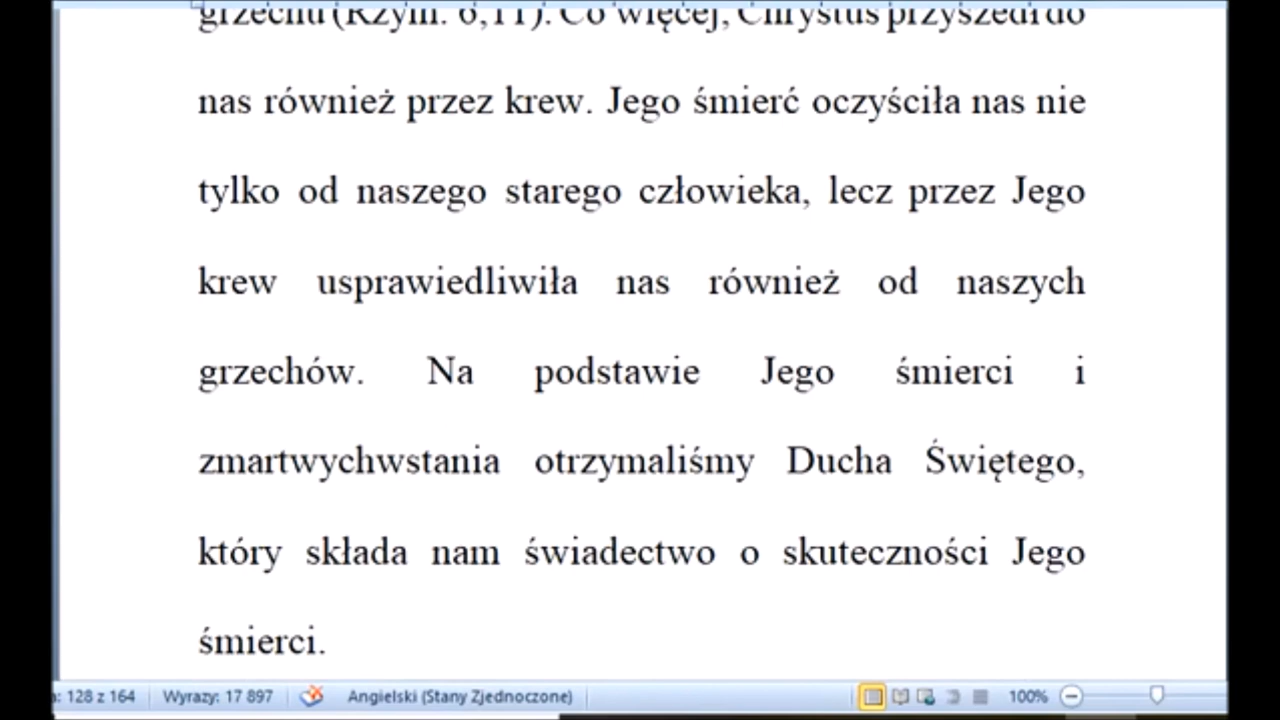 grzechu (Rzym. 6,11). Co więcej, Chrystus przyszedł do
nas również przez krew. Jego śmierć oczyściła nas nie
tylko od naszego starego człowieka, lecz przez Jego
krew usprawiedliwiła nas również od naszych
grzechów. Na podstawie Jego śmierci i
zmartwychwstania otrzymaliśmy Ducha Świętego,
który składa nam świadectwo o skuteczności Jego
śmierci.
: 128 z 164 Wyrazy: 17 897 Angielski (Stany Zjednoczone) 100%